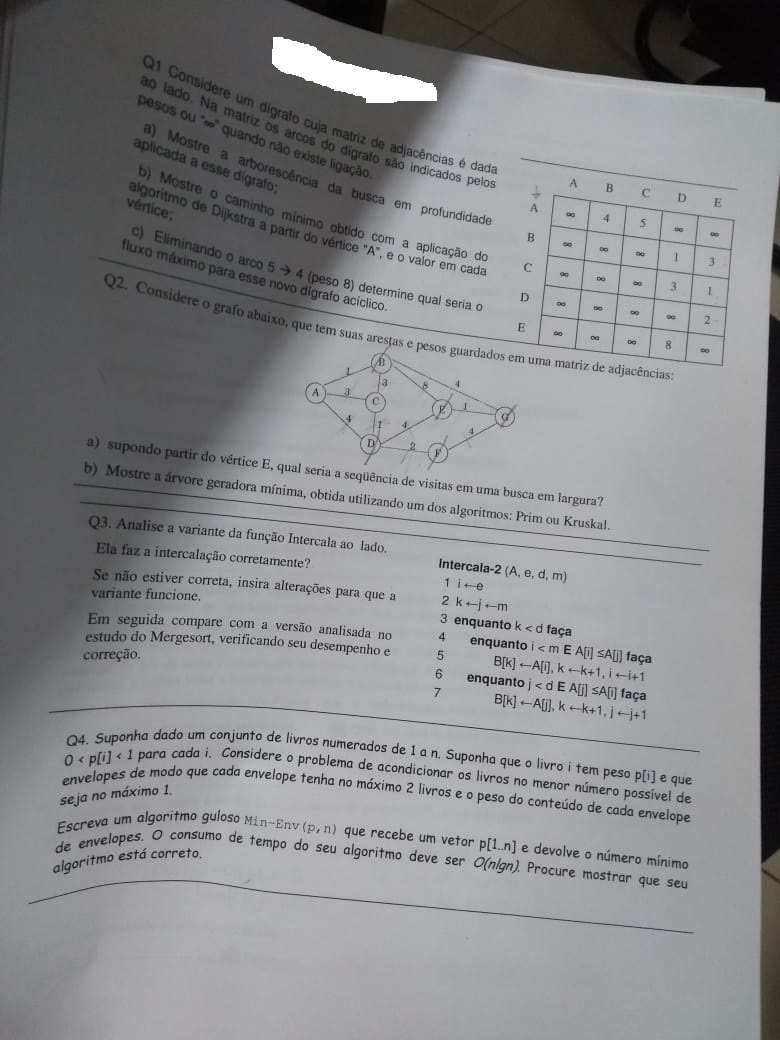 Q1 Considere um dígrafo cuja matriz de adjacências é dada
ao lado. Na matriz os arcos do dígrafo são indicados pelos
pesos ou "∞" quando não existe ligação.
a) Mostre a arborescência da busca em profundidade
aplicada a esse dígrafo;
b) Mostre o caminho mínimo obtido com a aplicação do
algoritmo de Dijkstra a partir do vértice "A", e o valor em cada
vértice;
c) Eliminando o arco 5 → 4 (peso 8) determine qual seria o
fluxo máximo para esse novo dígrafo acíclico.
A B C D E
A ∞ 4 5 ∞ ∞
B ∞ ∞ ∞ 1 3
C ∞ ∞ ∞ 3 1
D ∞ ∞ ∞ ∞ 2
E ∞ ∞ ∞ 8 ∞
Q2. Considere o grafo abaixo, que tem suas arestas e pesos guardados em uma matriz de adjacências:
B
1 3 8 4
A 3 C E 1 G
4 1 4 4
D 2 F
a) supondo partir do vértice E, qual seria a seqüência de visitas em uma busca em largura?
b) Mostre a árvore geradora mínima, obtida utilizando um dos algoritmos: Prim ou Kruskal.
Q3. Analise a variante da função Intercala ao lado.
Ela faz a intercalação corretamente?
Se não estiver correta, insira alterações para que a
variante funcione.
Em seguida compare com a versão analisada no
estudo do Mergesort, verificando seu desempenho e
correção.
Intercala-2 (A, e, d, m)
1 i ←e
2 k ←j ←m
3 enquanto k < d faça
4 enquanto i < m E A[i] ≤A[j] faça
5 B[k] ←A[i], k ←k+1, i ←i+1
6 enquanto j < d E A[j] ≤A[i] faça
7 B[k] ←A[j], k ←k+1, j ←j+1
Q4. Suponha dado um conjunto de livros numerados de 1 a n. Suponha que o livro i tem peso p[i] e que
0 < p[i] < 1 para cada i. Considere o problema de acondicionar os livros no menor número possível de
envelopes de modo que cada envelope tenha no máximo 2 livros e o peso do conteúdo de cada envelope
seja no máximo 1.
Escreva um algoritmo guloso Min-Env(p,n) que recebe um vetor p[1..n] e devolve o número mínimo
de envelopes. O consumo de tempo do seu algoritmo deve ser O(nlgn). Procure mostrar que seu
algoritmo está correto.